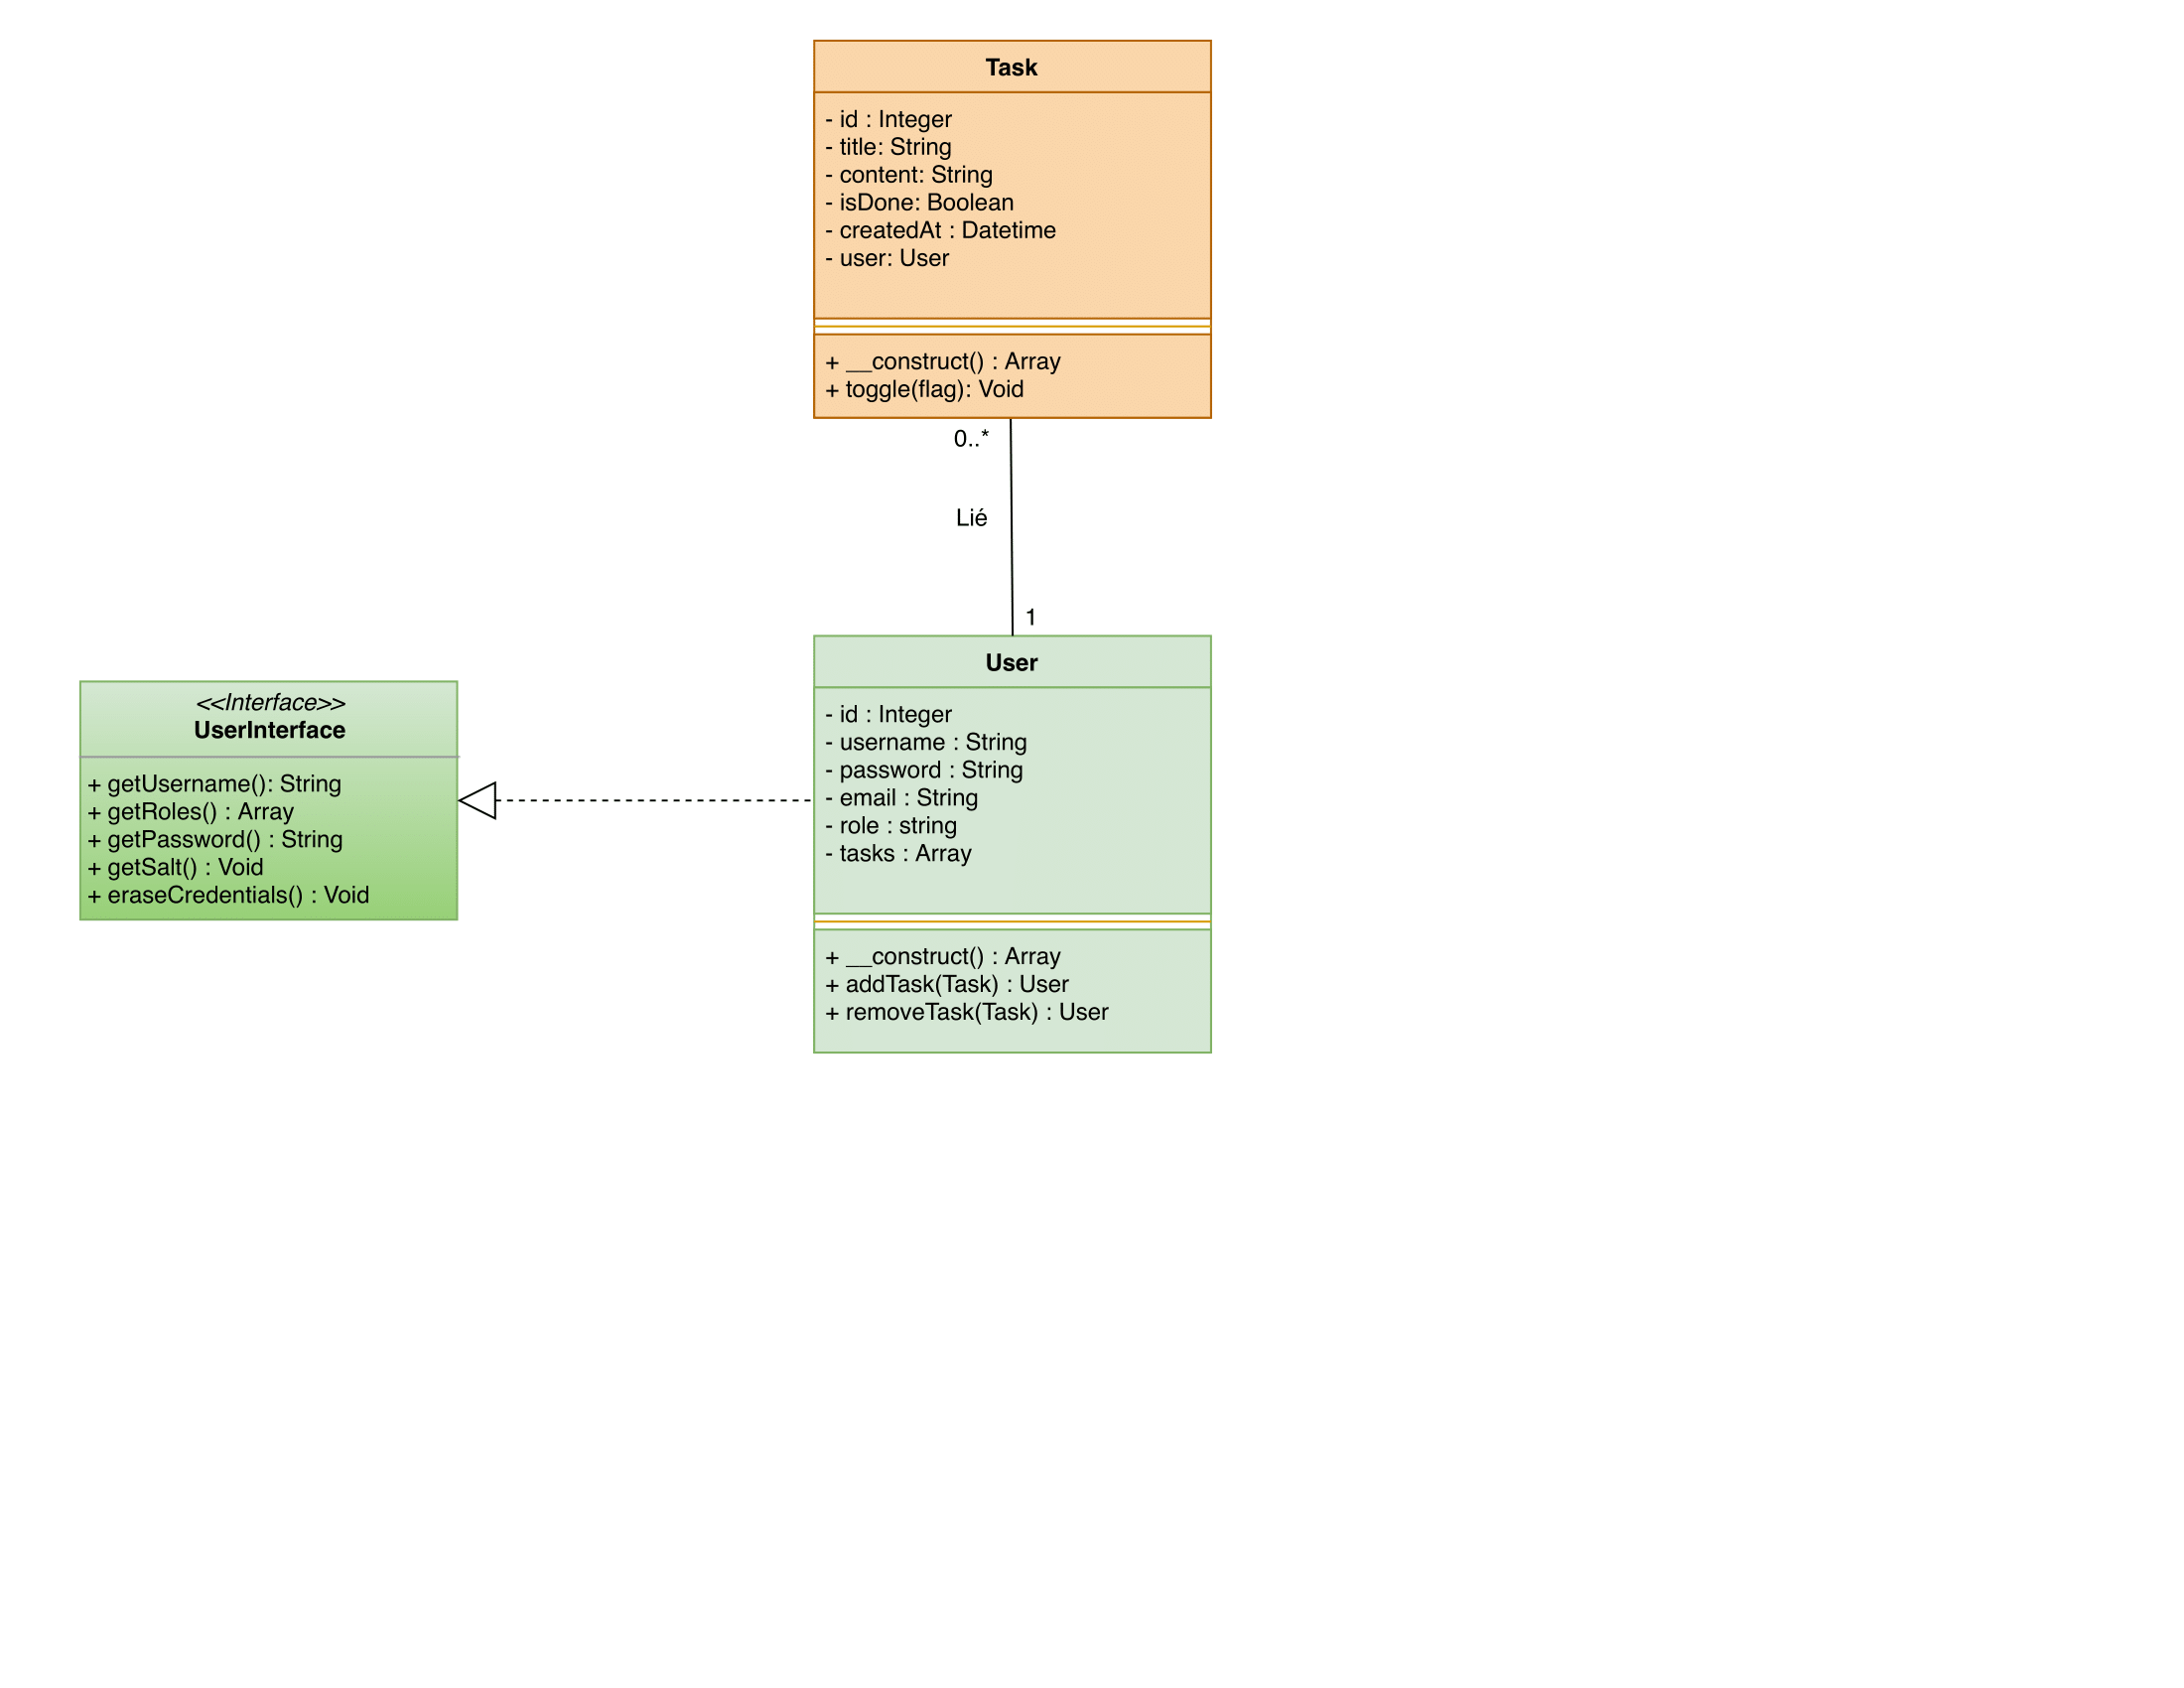 Task
- id : Integer
- title: String
- content: String
- isDone: Boolean
- createdAt : Datetime
- user: User
+ __construct() : Array
+ toggle(flag): Void
0..*
Lié
1
User
- id : Integer
- username : String
- password : String
- email : String
- role : string
- tasks : Array
+ __construct() : Array
+ addTask(Task) : User
+ removeTask(Task) : User
<<Interface>>
UserInterface
+ getUsername(): String
+ getRoles() : Array
+ getPassword() : String
+ getSalt() : Void
+ eraseCredentials() : Void